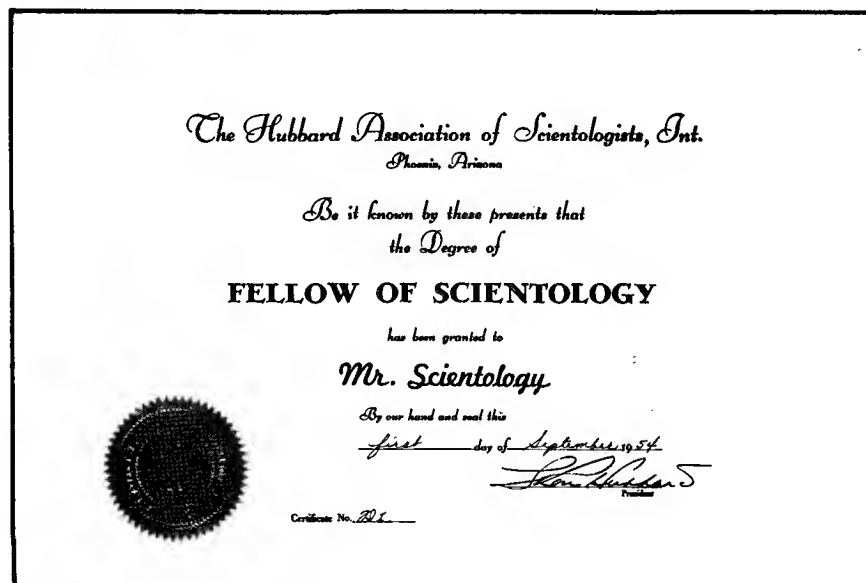 The Hubbard Association of Scientologists, Int.
Phoenix, Arizona
Be it known by these presents that
the Degree of
FELLOW OF SCIENTOLOGY
has been granted to
Mr. Scientology
By our hand and seal this
first day of September 1954
L Ron Hubbard
President
Certificate No.